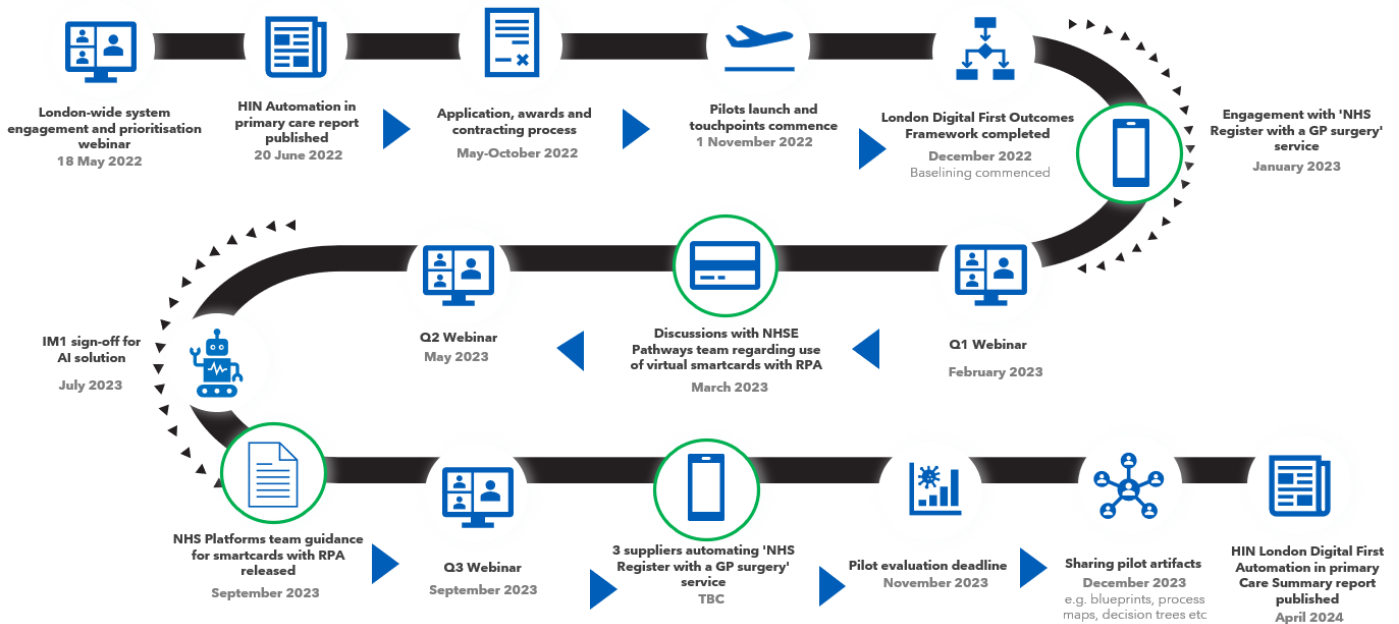 London-wide system
engagement and prioritisation
webinar
18 May 2022
HIN Automation in
primary care report
published
20 June 2022
Application, awards and
contracting process
May-October 2022
Pilots launch and
touchpoints commence
1 November 2022
London Digital First Outcomes
Framework completed
December 2022
Baselining commenced
Engagement with 'NHS
Register with a GP surgery'
service
January 2023
Q1 Webinar
February 2023
Discussions with NHSE
Pathways team regarding use
of virtual smartcards with RPA
March 2023
Q2 Webinar
May 2023
IM1 sign-off for
AI solution
July 2023
NHS Platforms team guidance
for smartcards with RPA
released
September 2023
Q3 Webinar
September 2023
3 suppliers automating 'NHS
Register with a GP surgery'
service
TBC
Pilot evaluation deadline
November 2023
Sharing pilot artifacts
December 2023
e.g. blueprints, process
maps, decision trees etc
HIN London Digital First
Automation in primary
Care Summary report
published
April 2024